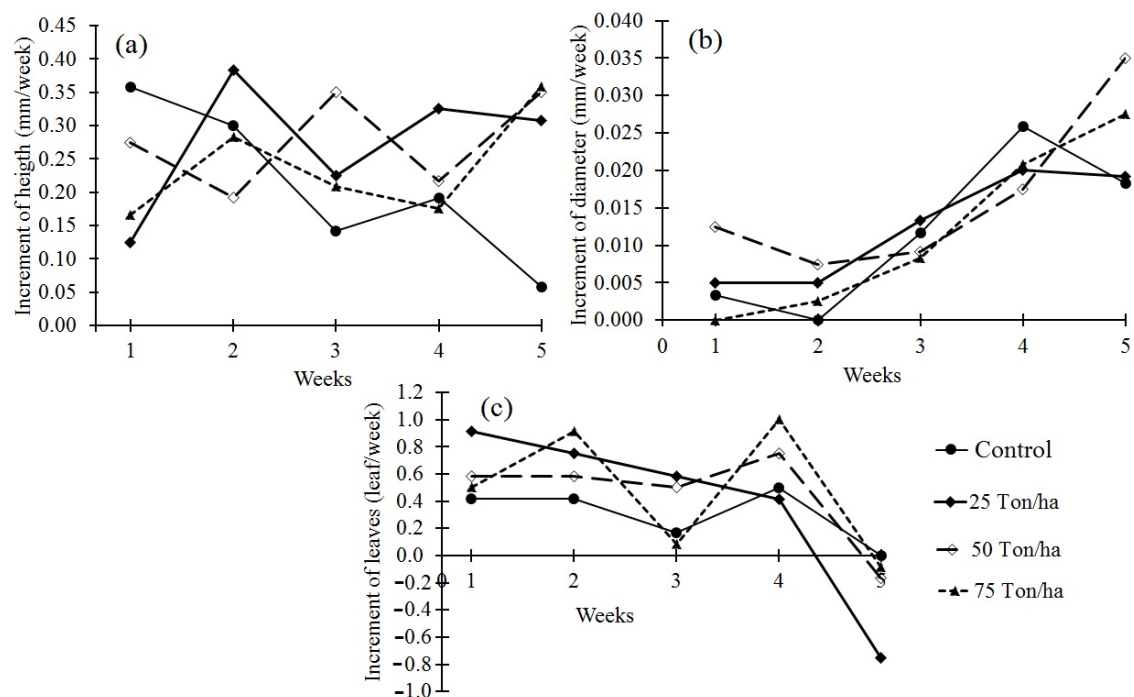 (a)
Increment of heigth (mm/week)
0.45
0.40
0.35
0.30
0.25
0.20
0.15
0.10
0.05
0.00
1 2 3 4 5
Weeks
(b)
Increment of diameter (mm/week)
0.040
0.035
0.030
0.025
0.020
0.015
0.010
0.005
0.000
0 1 2 3 4 5
Weeks
(c)
Increment of leaves (leaf/week)
1.2
1.0
0.8
0.6
0.4
0.2
0.0
-0.2
-0.4
-0.6
-0.8
-1.0
0 1 2 3 4 5
Weeks
Control
25 Ton/ha
50 Ton/ha
75 Ton/ha